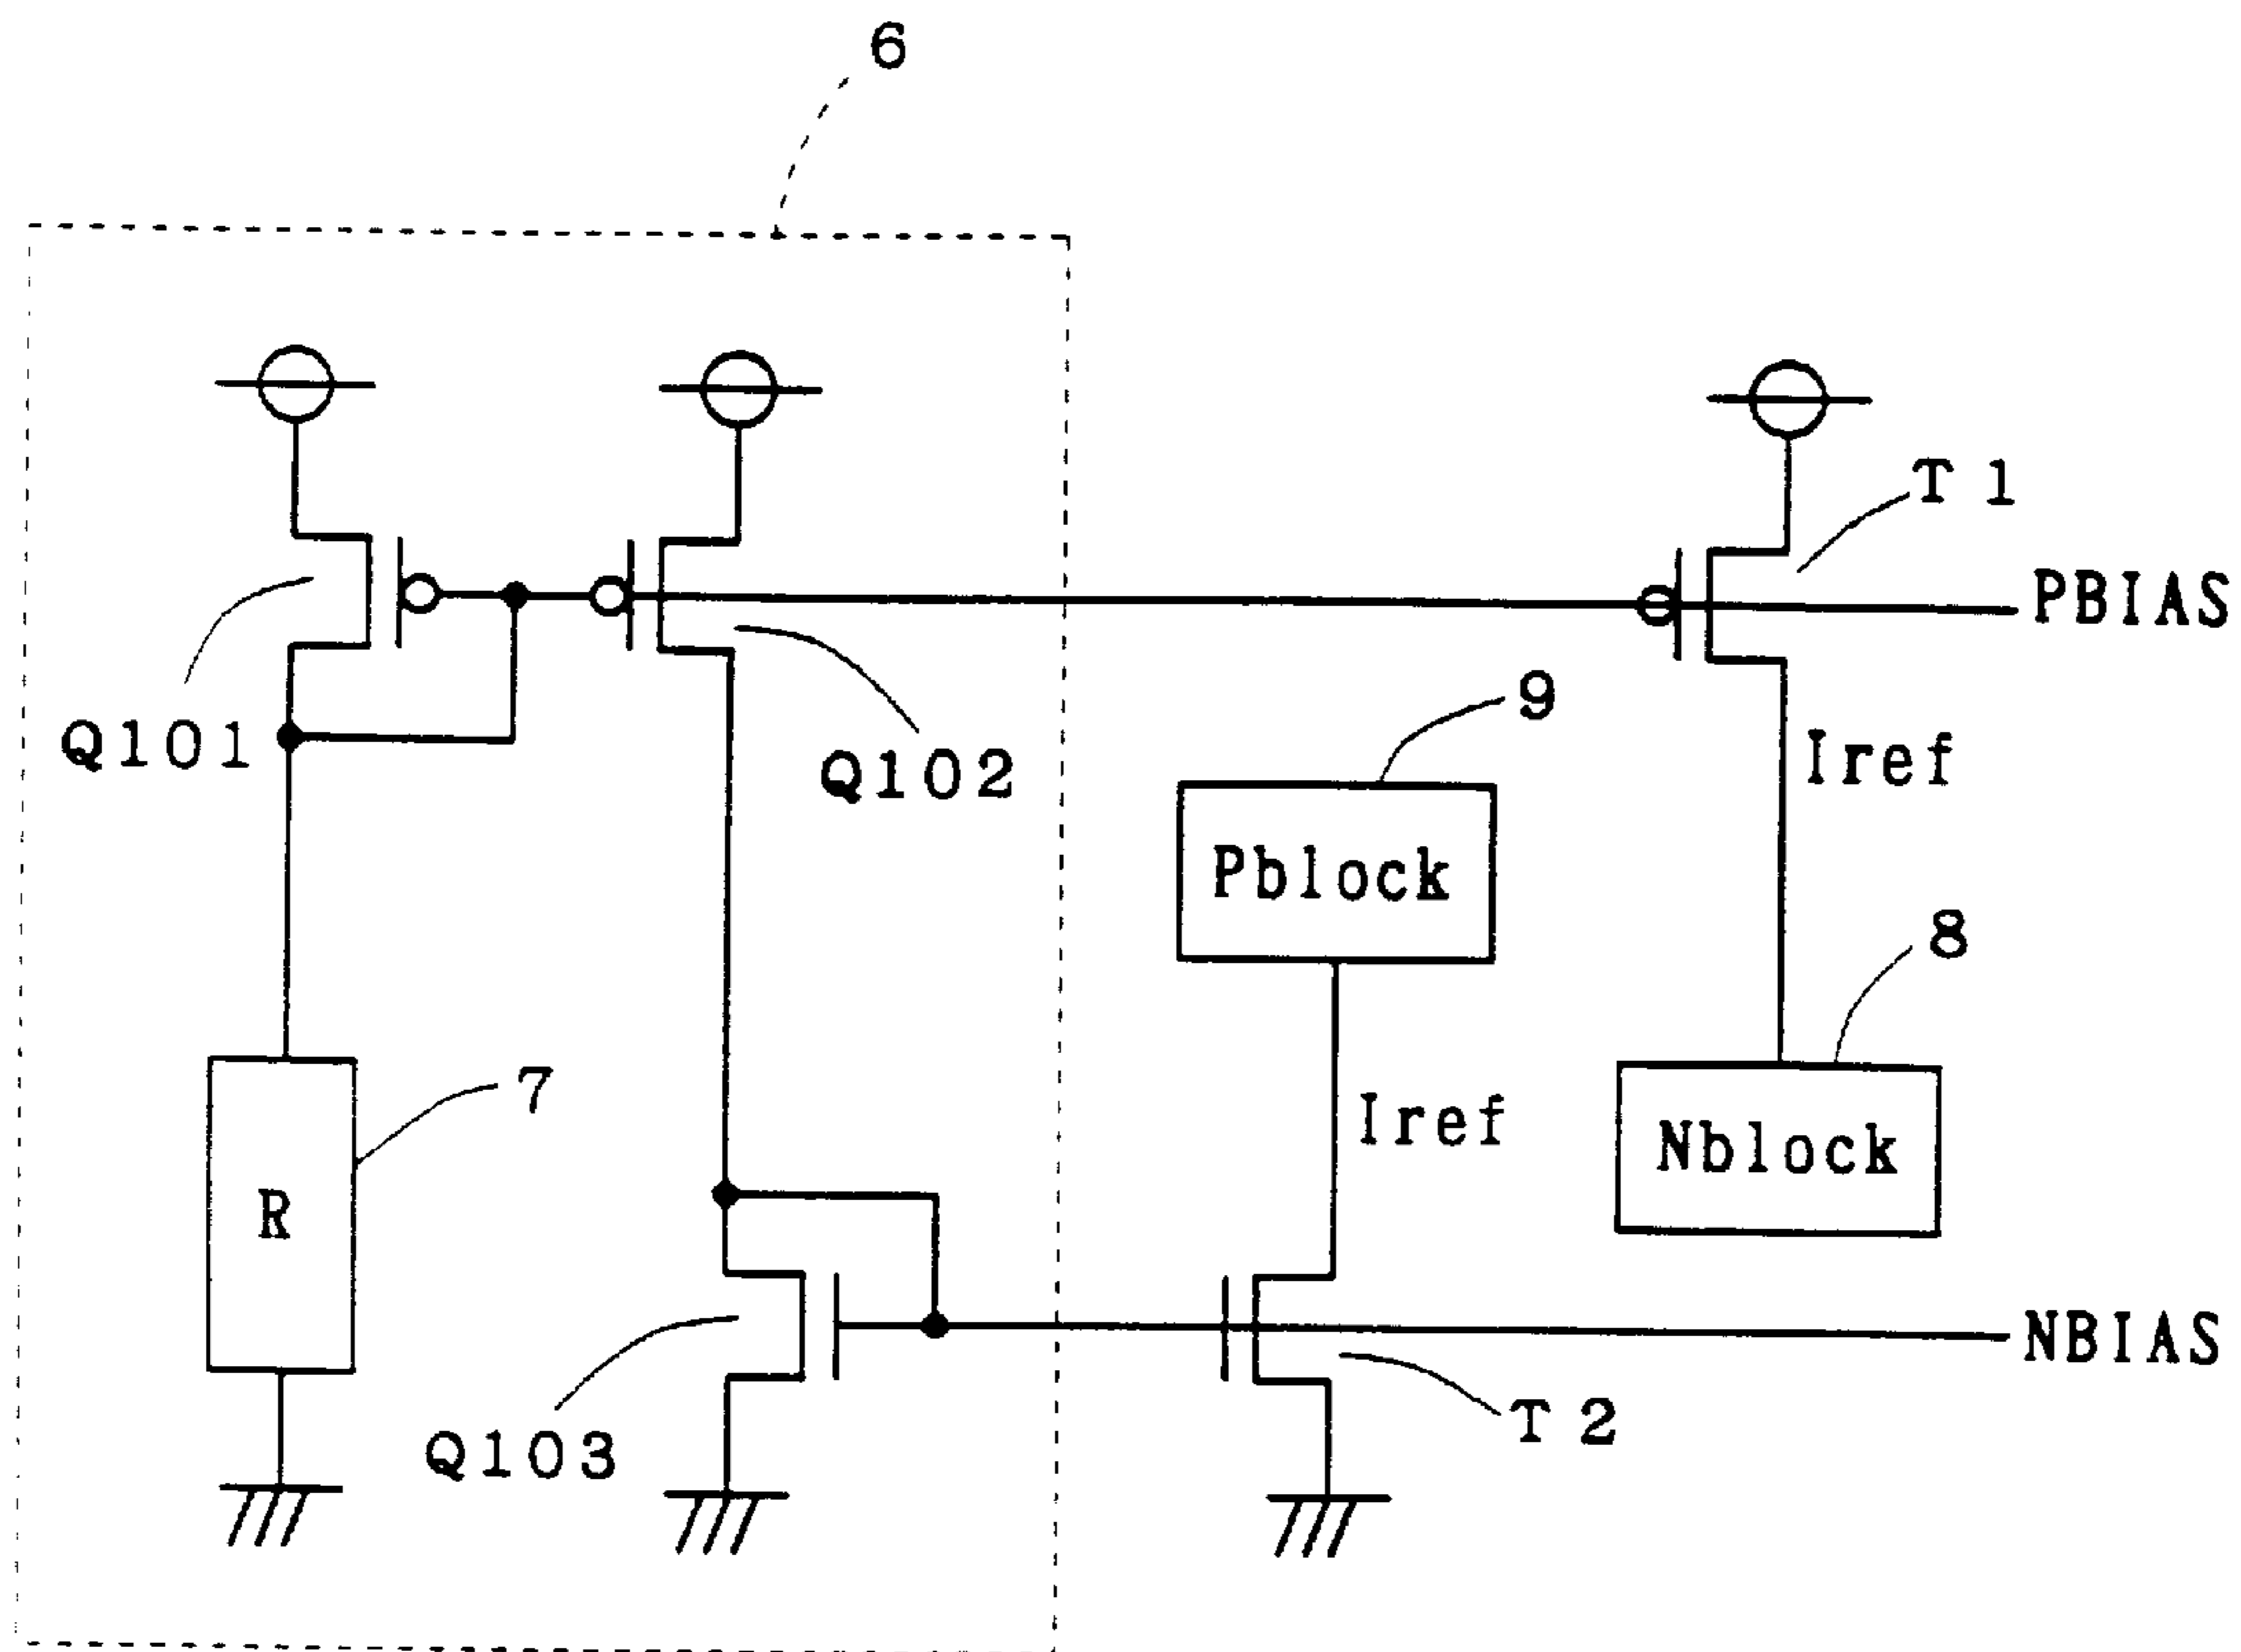 6
T 1
PBIAS
9
Q101
Q102
Iref
Pblock
8
7
Iref
Nblock
R
NBIAS
T 2
Q103